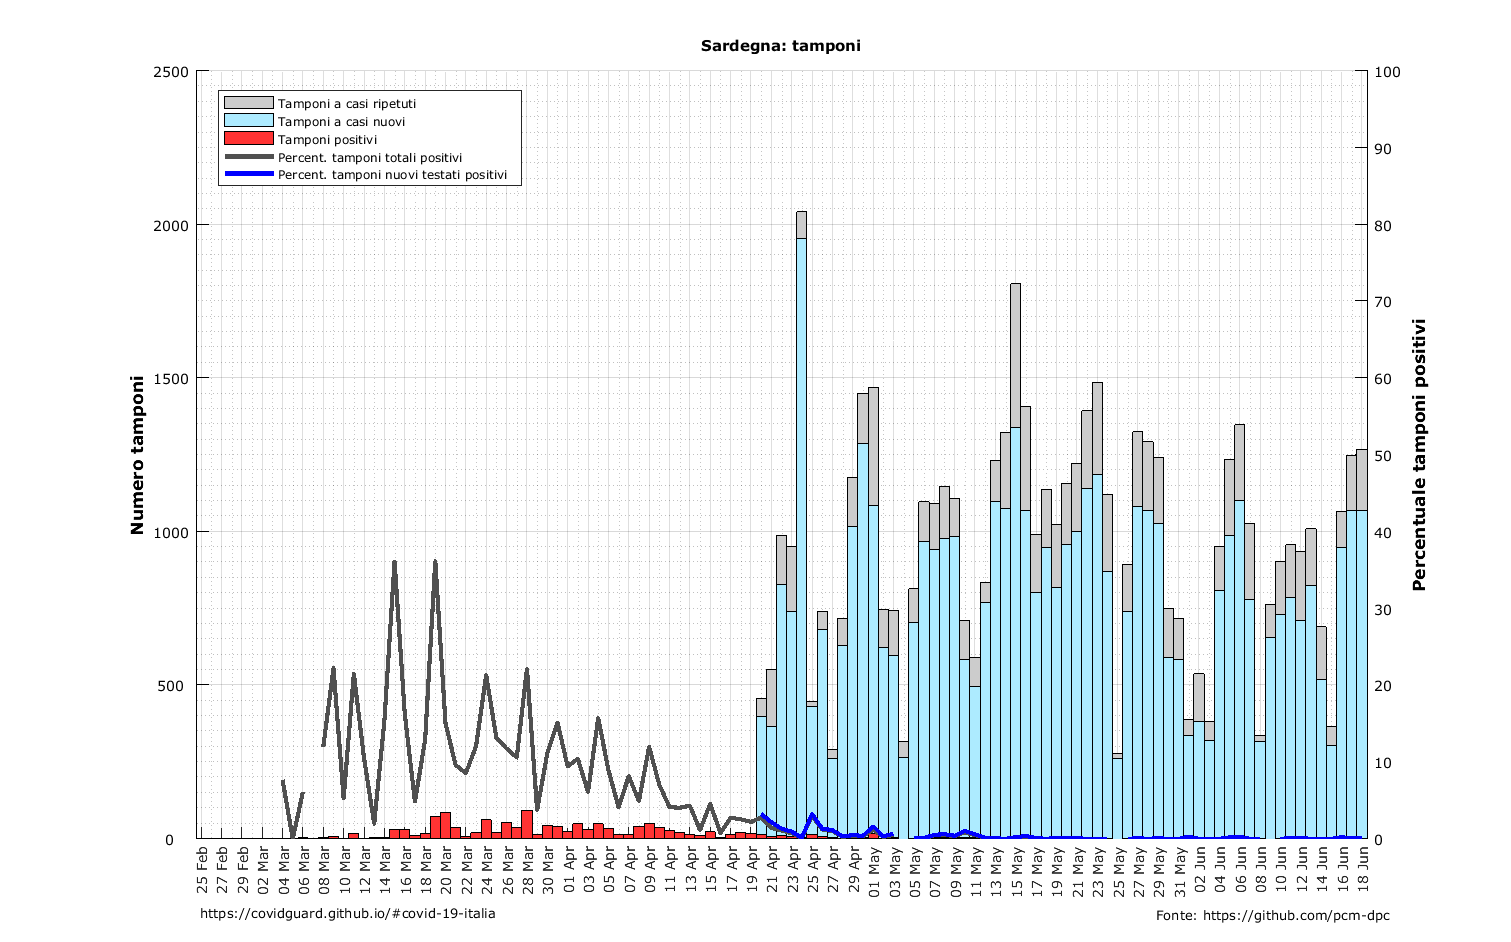 Sardegna: tamponi
2500
2000
1500
1000
500
0
Numero tamponi
Tamponi a casi ripetuti
Tamponi a casi nuovi
Tamponi positivi
Percent. tamponi totali positivi
Percent. tamponi nuovi testati positivi
100
90
80
70
60
50
40
30
20
10
0
Percentuale tamponi positivi
25 Feb
27 Feb
29 Feb
02 Mar
04 Mar
06 Mar
08 Mar
10 Mar
12 Mar
14 Mar
16 Mar
18 Mar
20 Mar
22 Mar
24 Mar
26 Mar
28 Mar
30 Mar
01 Apr
03 Apr
05 Apr
07 Apr
09 Apr
11 Apr
13 Apr
15 Apr
17 Apr
19 Apr
21 Apr
23 Apr
25 Apr
27 Apr
29 Apr
01 May
03 May
05 May
07 May
09 May
11 May
13 May
15 May
17 May
19 May
21 May
23 May
25 May
27 May
29 May
31 May
02 Jun
04 Jun
06 Jun
08 Jun
10 Jun
12 Jun
14 Jun
16 Jun
18 Jun
https://covidguard.github.io/#covid-19-italia
Fonte: https://github.com/pcm-dpc